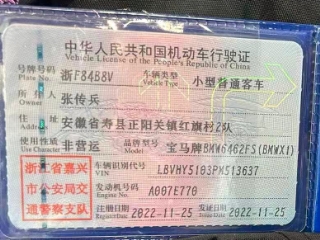 中华人民共和国机动车行驶证
Vehicle License of the People's Republic of China
号牌号码 浙F84B8V 车辆类型 小型普通客车
Plate No. Vehicle Type
所有人 张传兵
Owner
住址 安徽省寿县正阳关镇红旗村2队
Address
使用性质 非营运 品牌型号 宝马牌BMW6462FS(BMWX1)
Use Character Model
浙江省嘉兴 车辆识别代号 LBVHY5103PM513637
市公安局交 VIN
通警察支队 发动机号码 A007E770
Engine No.
注册日期 2022-11-25 发证日期 2022-11-25
Register Date Issue Date